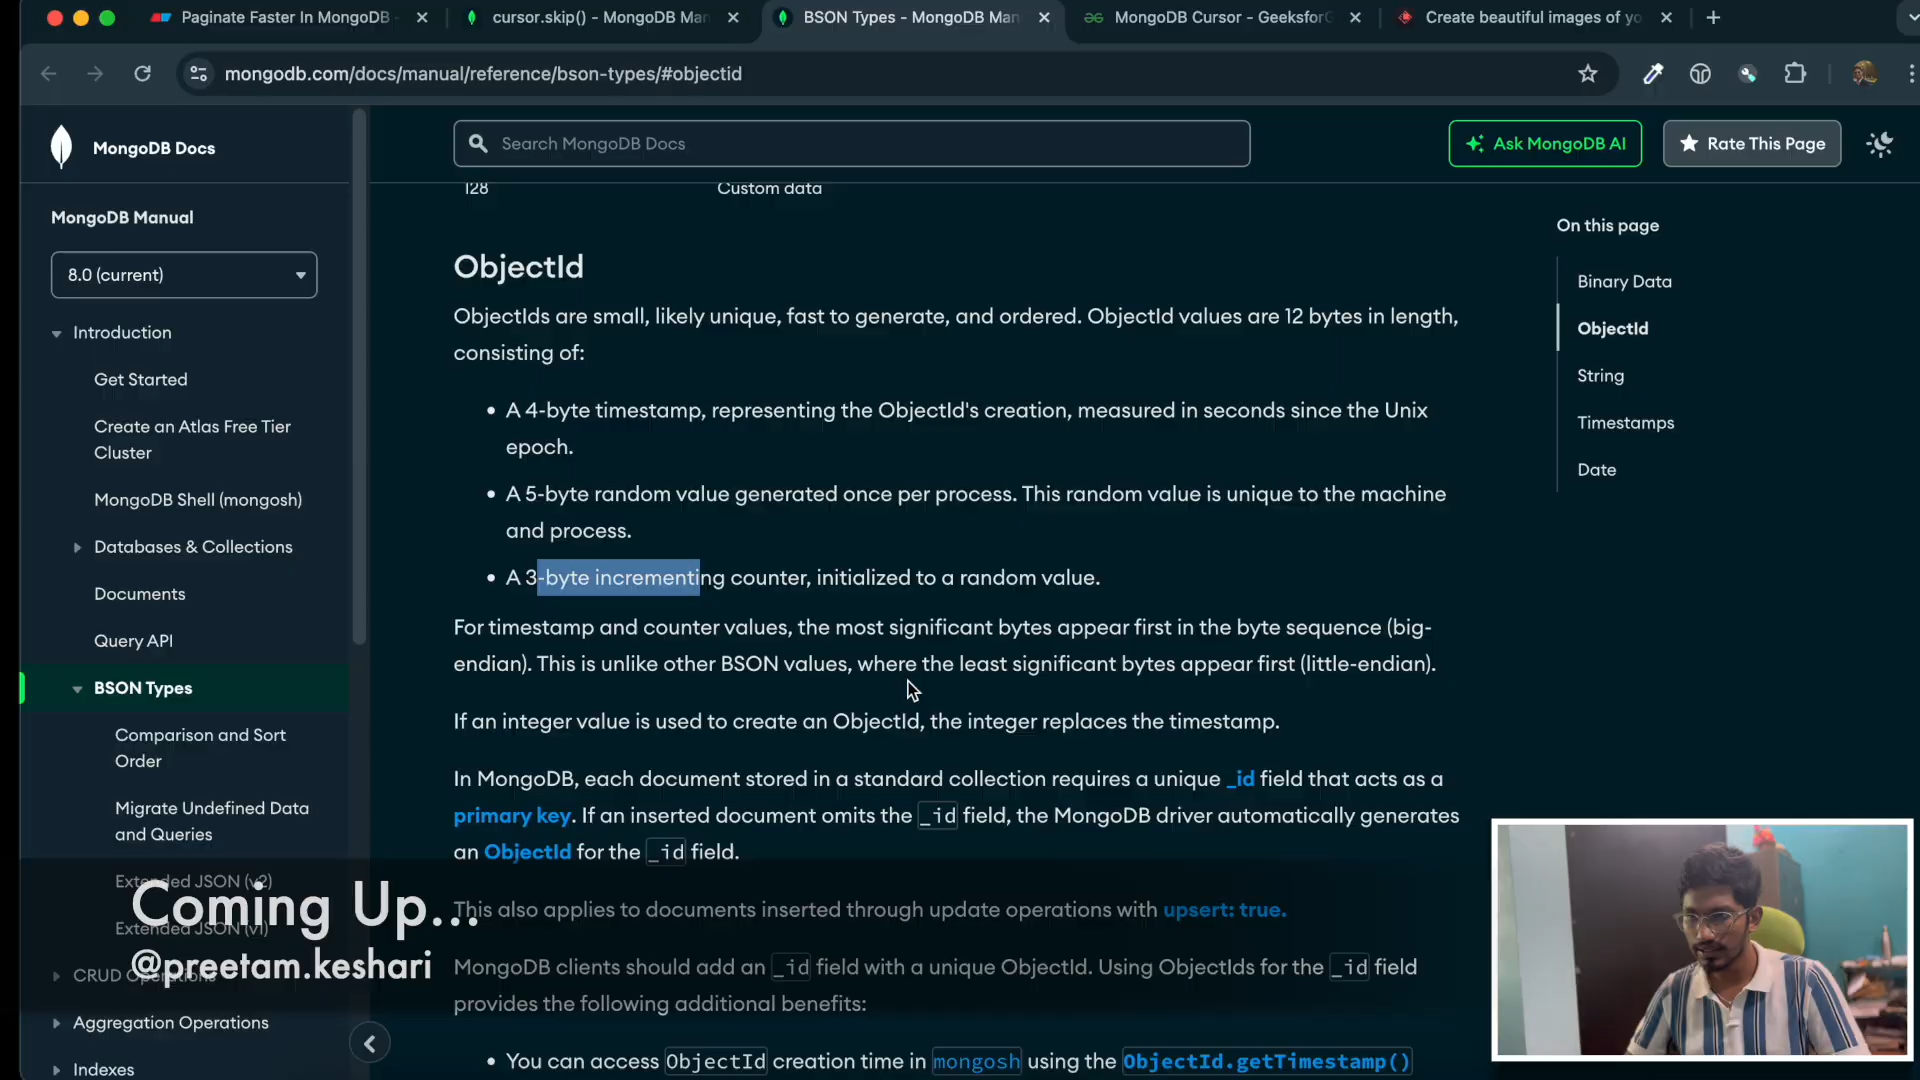 Paginate Faster In MongoDB -
cursor.skip() - MongoDB Man
BSON Types - MongoDB Man
MongoDB Cursor - GeeksforG
Create beautiful images of yo
mongodb.com/docs/manual/reference/bson-types/#objectid
MongoDB Docs
Search MongoDB Docs
Ask MongoDB AI
Rate This Page
128 Custom data
MongoDB Manual
8.0 (current)
Introduction
Get Started
Create an Atlas Free Tier
Cluster
MongoDB Shell (mongosh)
Databases & Collections
Documents
Query API
BSON Types
Comparison and Sort
Order
Migrate Undefined Data
and Queries
Extended JSON (v2)
Extended JSON (v1)
CRUD Operations
Aggregation Operations
Indexes
ObjectId
ObjectIds are small, likely unique, fast to generate, and ordered. ObjectId values are 12 bytes in length,
consisting of:
• A 4-byte timestamp, representing the ObjectId's creation, measured in seconds since the Unix
epoch.
• A 5-byte random value generated once per process. This random value is unique to the machine
and process.
• A 3-byte incrementing counter, initialized to a random value.
For timestamp and counter values, the most significant bytes appear first in the byte sequence (big-
endian). This is unlike other BSON values, where the least significant bytes appear first (little-endian).
If an integer value is used to create an ObjectId, the integer replaces the timestamp.
In MongoDB, each document stored in a standard collection requires a unique _id field that acts as a
primary key. If an inserted document omits the _id field, the MongoDB driver automatically generates
an ObjectId for the _id field.
This also applies to documents inserted through update operations with upsert: true.
MongoDB clients should add an _id field with a unique ObjectId. Using ObjectIds for the _id field
provides the following additional benefits:
• You can access ObjectId creation time in mongosh using the ObjectId.getTimestamp()
On this page
Binary Data
ObjectId
String
Timestamps
Date
Coming Up...
@preetam.keshari